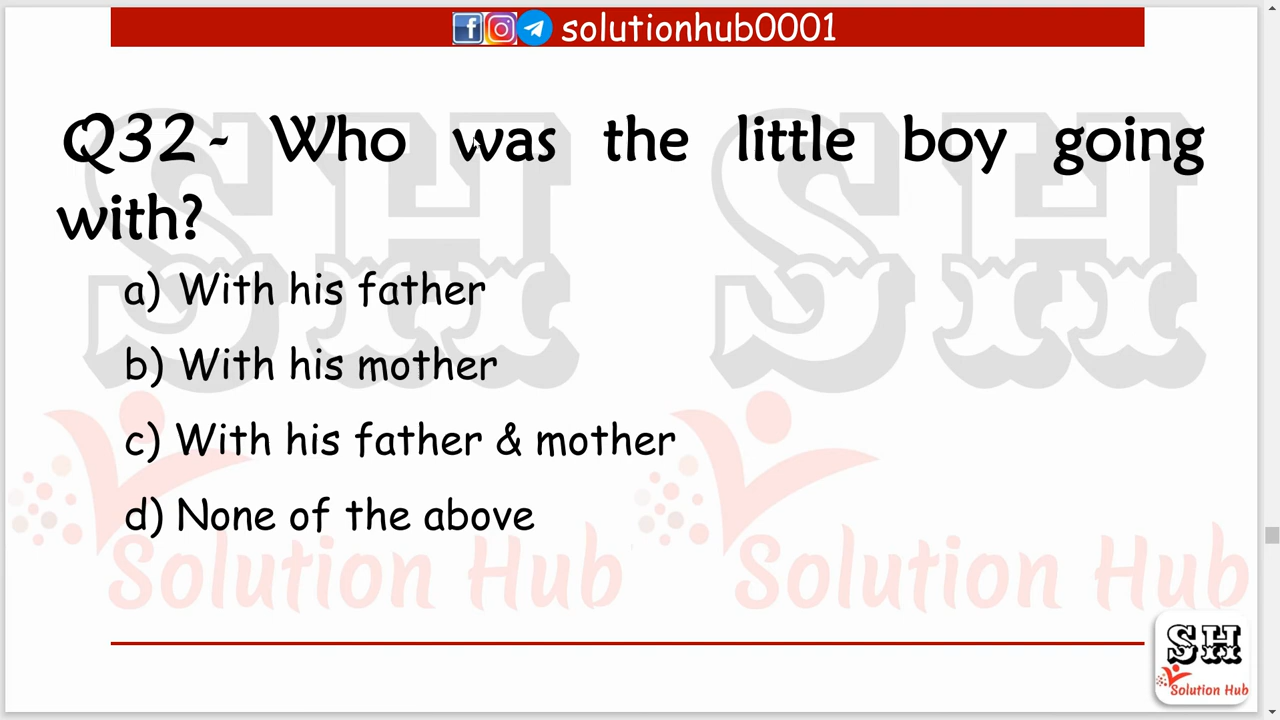 solutionhub0001
Q32- Who was the little boy going
with?
a) With his father
b) With his mother
c) With his father & mother
d) None of the above
SH SH
Solution Hub Solution Hub
SH
Solution Hub